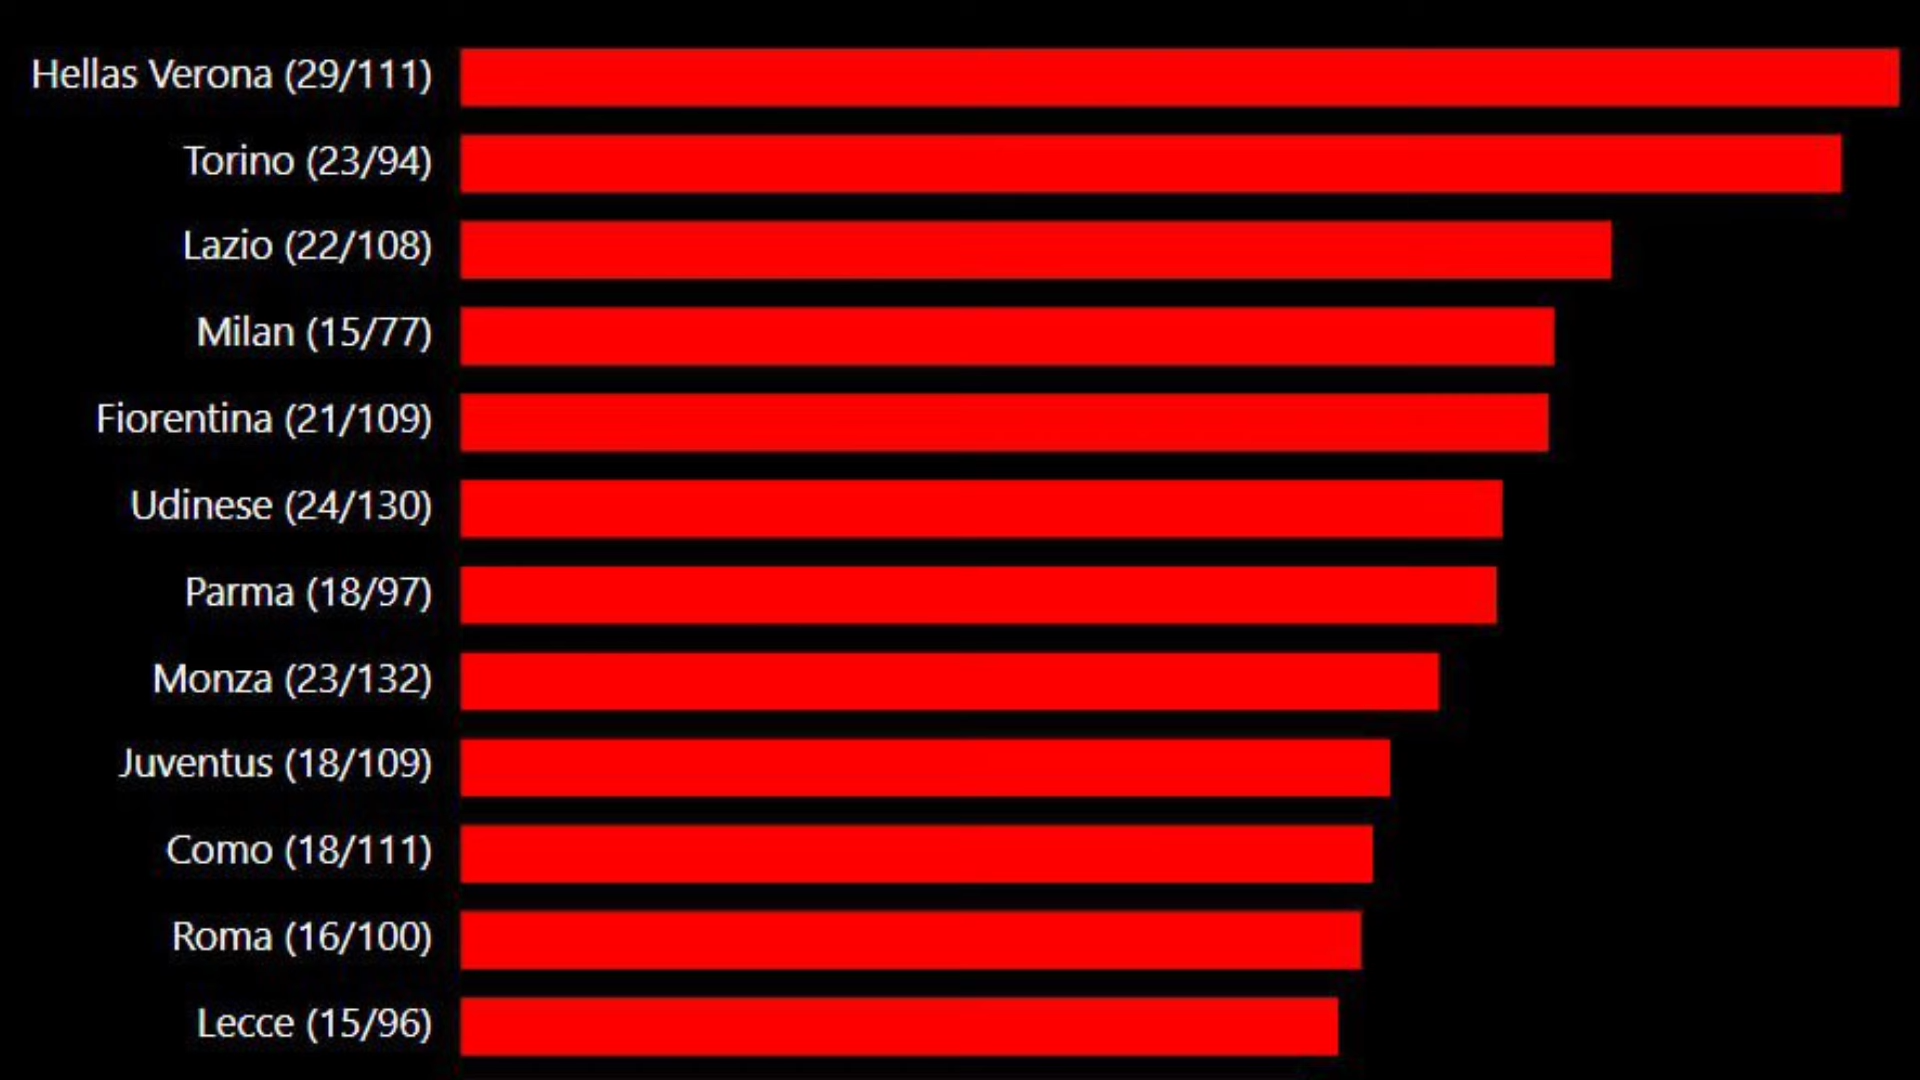 Hellas Verona (29/111)
Torino (23/94)
Lazio (22/108)
Milan (15/77)
Fiorentina (21/109)
Udinese (24/130)
Parma (18/97)
Monza (23/132)
Juventus (18/109)
Como (18/111)
Roma (16/100)
Lecce (15/96)